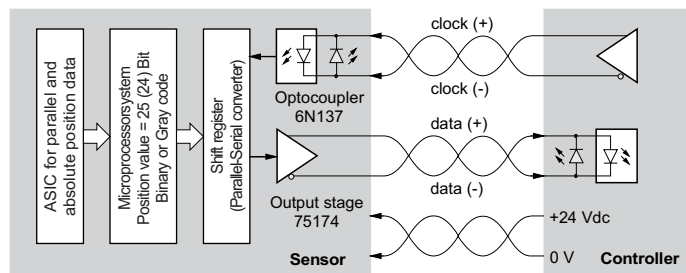 ASIC for parallel and
absolute position data
Microprocessorsystem
Position value = 25 (24) Bit
Binary or Gray code
Shift register
(Parallel-Serial converter)
Optocoupler
6N137
clock (+)
clock (-)
data (+)
data (-)
Output stage
75174
+24 Vdc
0 V
Sensor
Controller